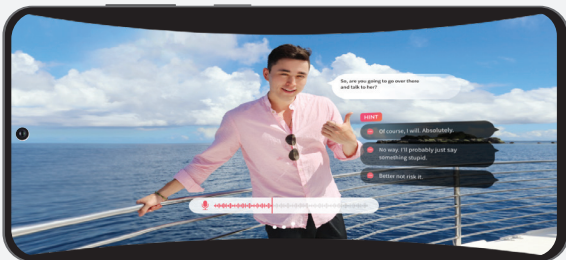 So, are you going to go over there
and talk to her?
HINT
Of course, I will. Absolutely.
No way. I'll probably just say
something stupid.
Better not risk it.